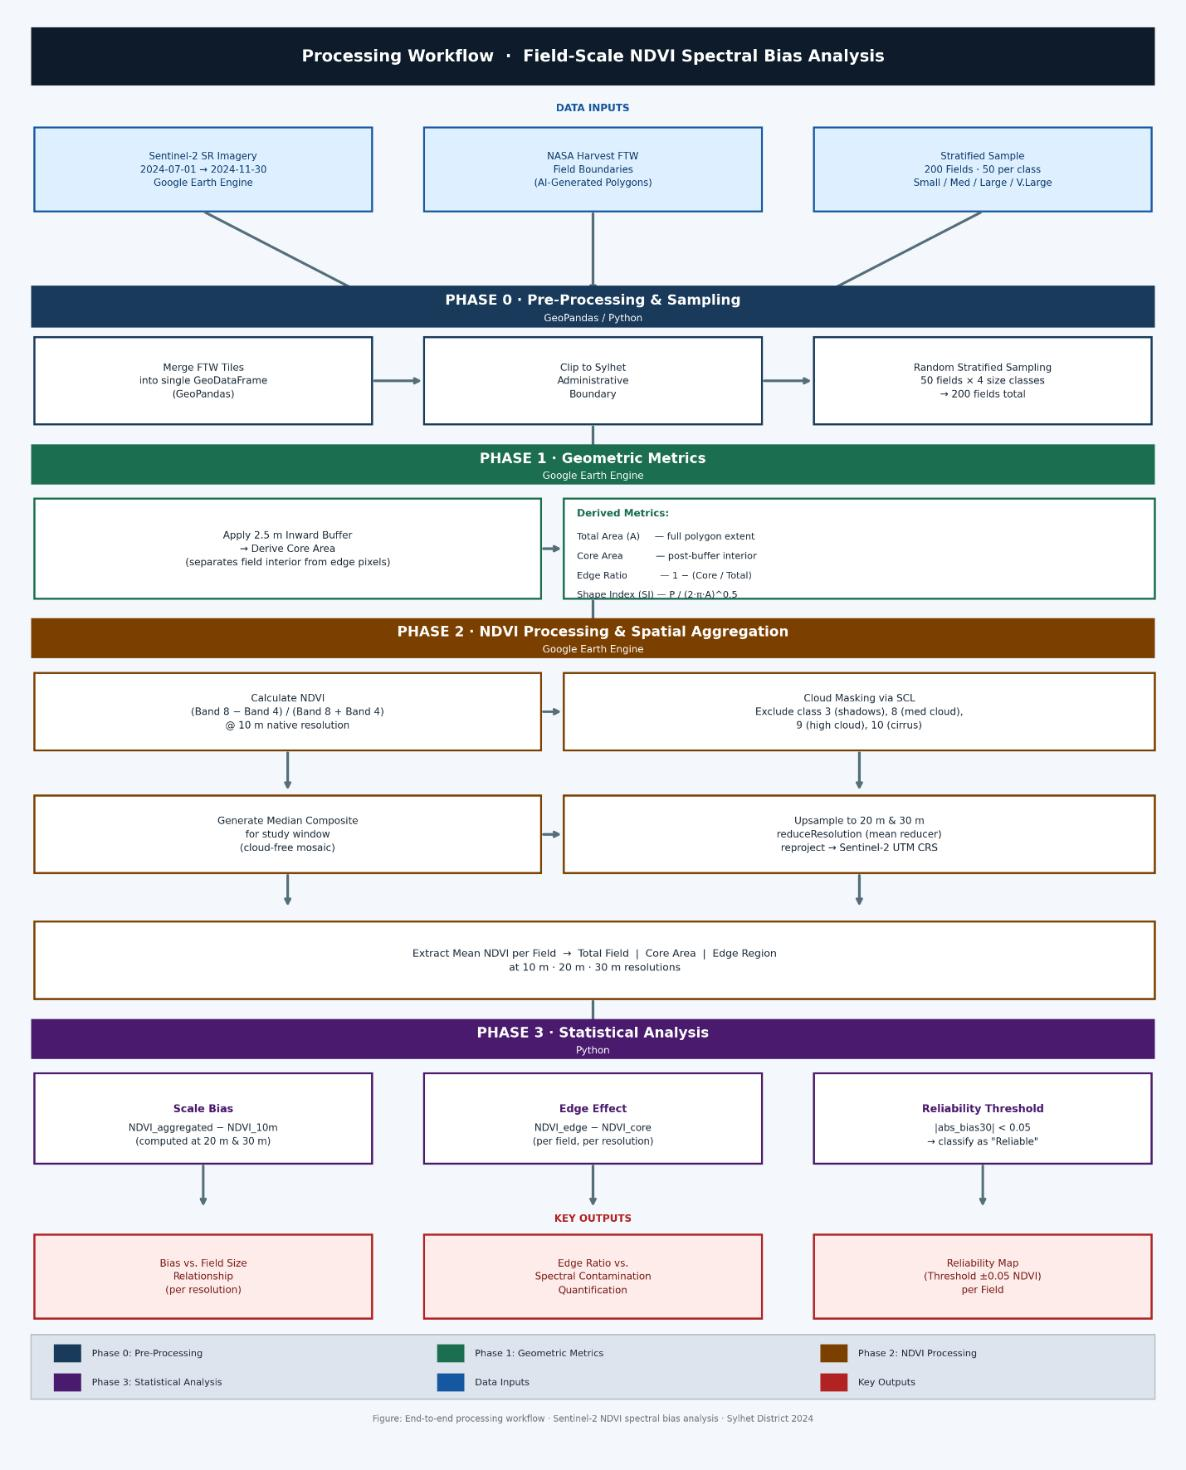 Processing Workflow · Field-Scale NDVI Spectral Bias Analysis
DATA INPUTS
Sentinel-2 SR Imagery
2024-07-01 → 2024-11-30
Google Earth Engine
NASA Harvest FTW
Field Boundaries
(AI-Generated Polygons)
Stratified Sample
200 Fields · 50 per class
Small / Med / Large / V.Large
PHASE 0 · Pre-Processing & Sampling
GeoPandas / Python
Merge FTW Tiles
into single GeoDataFrame
(GeoPandas)
Clip to Sylhet
Administrative
Boundary
Random Stratified Sampling
50 fields × 4 size classes
→ 200 fields total
PHASE 1 · Geometric Metrics
Google Earth Engine
Apply 2.5 m Inward Buffer
→ Derive Core Area
(separates field interior from edge pixels)
Derived Metrics:
Total Area (A) — full polygon extent
Core Area — post-buffer interior
Edge Ratio — 1 − (Core / Total)
Shape Index (SI) — P / (2·π·A)^0.5
PHASE 2 · NDVI Processing & Spatial Aggregation
Google Earth Engine
Calculate NDVI
(Band 8 − Band 4) / (Band 8 + Band 4)
@ 10 m native resolution
Cloud Masking via SCL
Exclude class 3 (shadows), 8 (med cloud),
9 (high cloud), 10 (cirrus)
Generate Median Composite
for study window
(cloud-free mosaic)
Upsample to 20 m & 30 m
reduceResolution (mean reducer)
reproject → Sentinel-2 UTM CRS
Extract Mean NDVI per Field → Total Field | Core Area | Edge Region
at 10 m · 20 m · 30 m resolutions
PHASE 3 · Statistical Analysis
Python
Scale Bias
NDVI_aggregated − NDVI_10m
(computed at 20 m & 30 m)
Edge Effect
NDVI_edge − NDVI_core
(per field, per resolution)
Reliability Threshold
|abs_bias30| < 0.05
→ classify as "Reliable"
KEY OUTPUTS
Bias vs. Field Size
Relationship
(per resolution)
Edge Ratio vs.
Spectral Contamination
Quantification
Reliability Map
(Threshold ±0.05 NDVI)
per Field
Phase 0: Pre-Processing
Phase 1: Geometric Metrics
Phase 2: NDVI Processing
Phase 3: Statistical Analysis
Data Inputs
Key Outputs
Figure: End-to-end processing workflow · Sentinel-2 NDVI spectral bias analysis · Sylhet District 2024